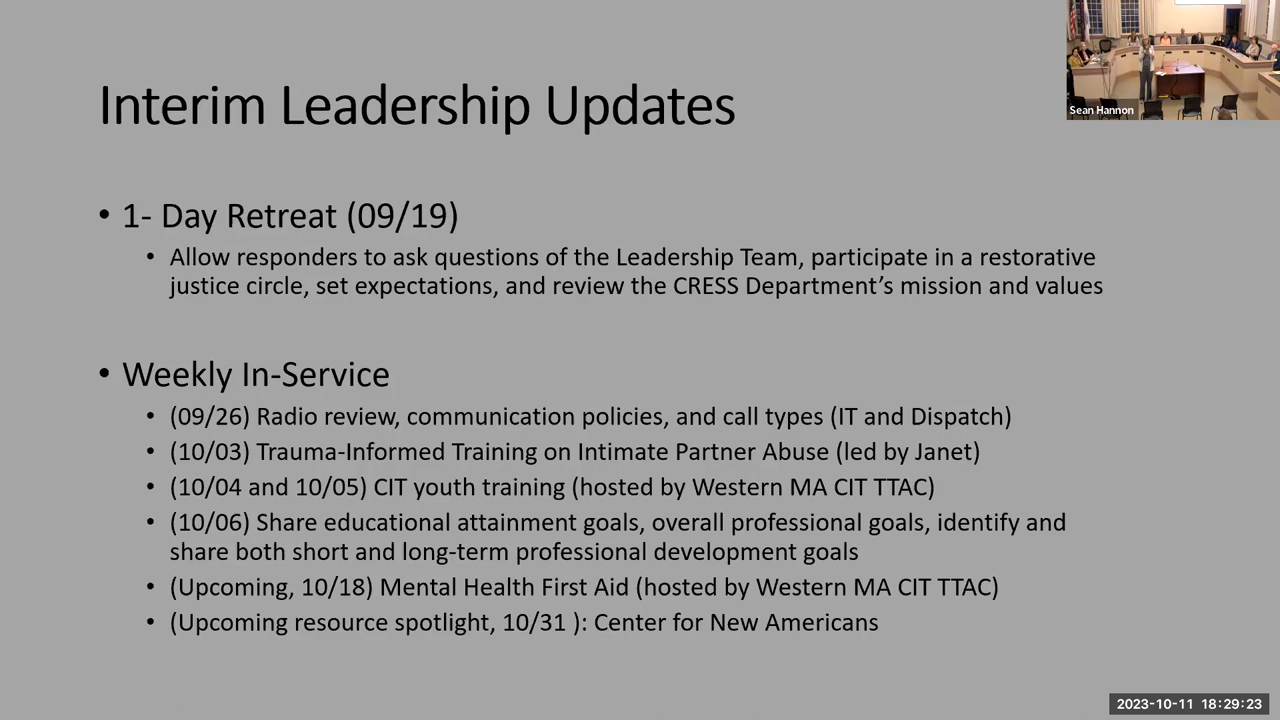 Sean Hannon
Interim Leadership Updates
• 1- Day Retreat (09/19)
• Allow responders to ask questions of the Leadership Team, participate in a restorative
justice circle, set expectations, and review the CRESS Department’s mission and values
• Weekly In-Service
• (09/26) Radio review, communication policies, and call types (IT and Dispatch)
• (10/03) Trauma-Informed Training on Intimate Partner Abuse (led by Janet)
• (10/04 and 10/05) CIT youth training (hosted by Western MA CIT TTAC)
• (10/06) Share educational attainment goals, overall professional goals, identify and
share both short and long-term professional development goals
• (Upcoming, 10/18) Mental Health First Aid (hosted by Western MA CIT TTAC)
• (Upcoming resource spotlight, 10/31 ): Center for New Americans
2023-10-11 18:29:23